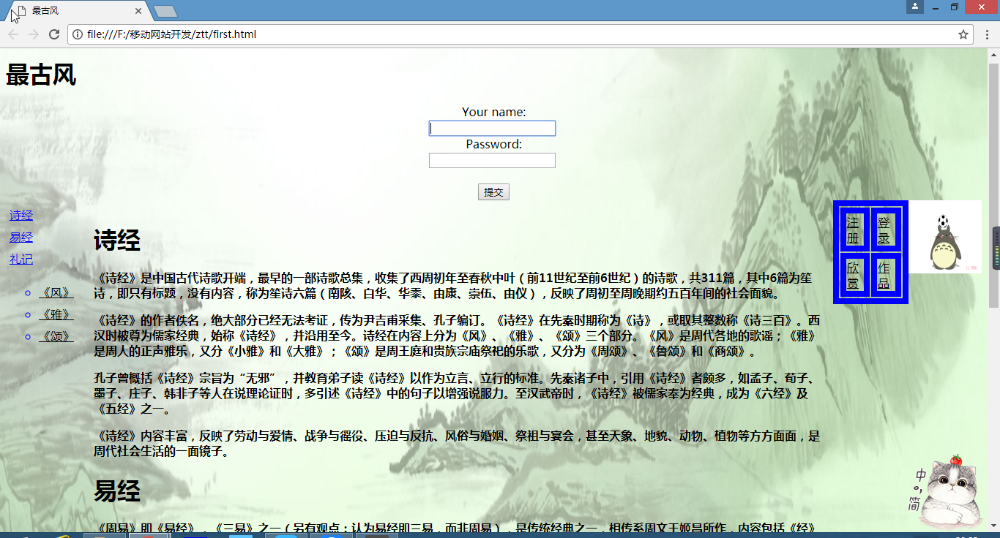 最古风
file:///F:/移动网站开发/ztt/first.html
最古风
Your name:
Password:
提交
诗经
易经
礼记
《风》
《雅》
《颂》
诗经
《诗经》是中国古代诗歌开端，最早的一部诗歌总集，收集了西周初年至春秋中叶（前11世纪至前6世纪）的诗歌，共311篇，其中6篇为笙
诗，即只有标题，没有内容，称为笙诗六篇（南陔、白华、华黍、由康、崇伍、由仪），反映了周初至周晚期约五百年间的社会面貌。
《诗经》的作者佚名，绝大部分已经无法考证，传为尹吉甫采集、孔子编订。《诗经》在先秦时期称为《诗》，或取其整数称《诗三百》。西
汉时被尊为儒家经典，始称《诗经》，并沿用至今。诗经在内容上分为《风》、《雅》、《颂》三个部分。《风》是周代各地的歌谣；《雅》
是周人的正声雅乐，又分《小雅》和《大雅》；《颂》是周王庭和贵族宗庙祭祀的乐歌，又分为《周颂》、《鲁颂》和《商颂》。
孔子曾概括《诗经》宗旨为“无邪”，并教育弟子读《诗经》以作为立言、立行的标准。先秦诸子中，引用《诗经》者颇多，如孟子、荀子、
墨子、庄子、韩非子等人在说理论证时，多引述《诗经》中的句子以增强说服力。至汉武帝时，《诗经》被儒家奉为经典，成为《六经》及
《五经》之一。
《诗经》内容丰富，反映了劳动与爱情、战争与徭役、压迫与反抗、风俗与婚姻、祭祖与宴会，甚至天象、地貌、动物、植物等方方面面，是
周代社会生活的一面镜子。
易经
《周易》即《易经》，《三易》之一（另有观点：认为易经即三易，而非周易），是传统经典之一，相传系周文王姬昌所作，内容包括《经》
注
册
登
录
欣
赏
作
品
中
o,
简